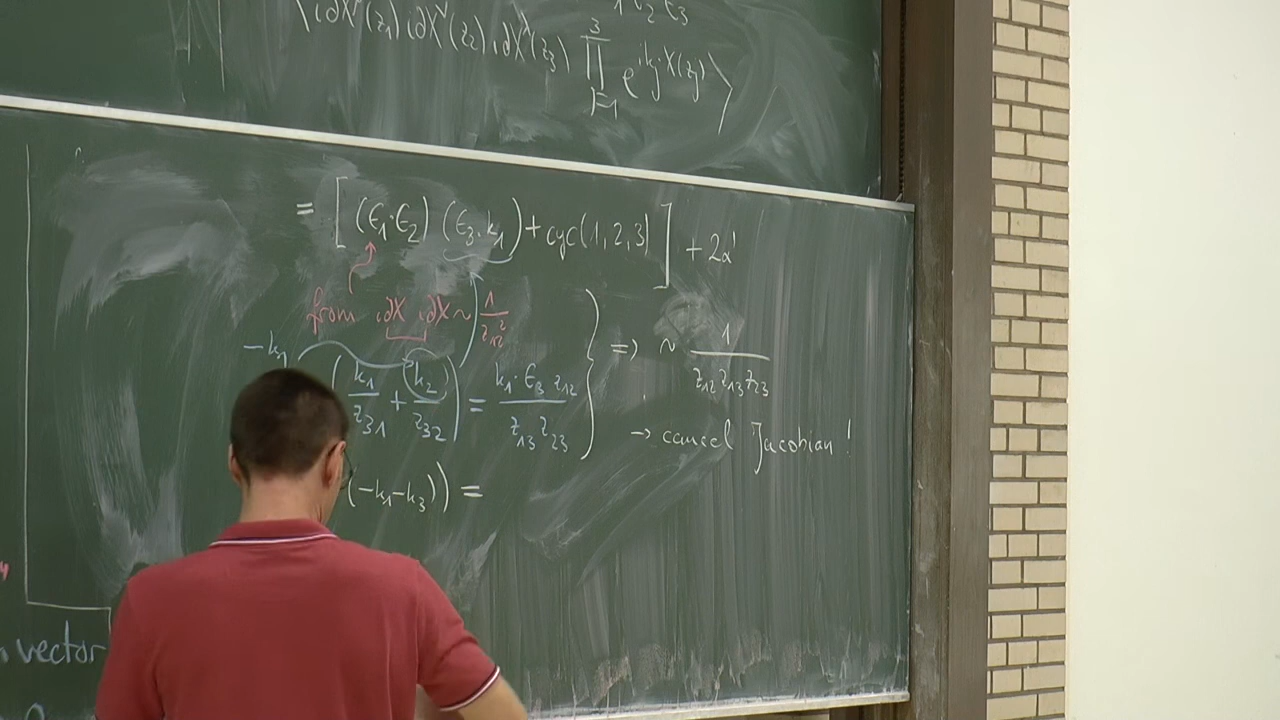 ⟨i∂X^μ(z₁) i∂X^ν(z₂) i∂X^λ(z₃) ∏_{j=1}^{3} e^{ik_j·X(z_j)}⟩
= [(ϵ₁·ϵ₂)(ϵ₃·k₁) + cyc(1,2,3)] + 2α'
from i∂X i∂X ~ 1/z₁₂²
-k₁
(k₁/z₃₁ + k₂/z₃₂) = k₁·ϵ₃ z₁₂/(z₁₃ z₂₃)
⇒ ~ 1/(z₁₂ z₁₃ z₂₃)
→ cancel Jacobian!
(-k₁-k₃)) =
vector